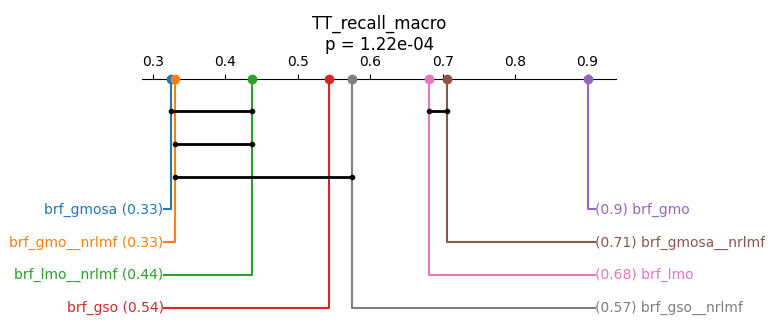 TT_recall_macro
p = 1.22e-04
0.3 0.4 0.5 0.6 0.7 0.8 0.9
brf_gmosa (0.33) (0.9) brf_gmo
brf_gmo__nrlmf (0.33) (0.71) brf_gmosa__nrlmf
brf_lmo__nrlmf (0.44) (0.68) brf_lmo
brf_gso (0.54) (0.57) brf_gso__nrlmf